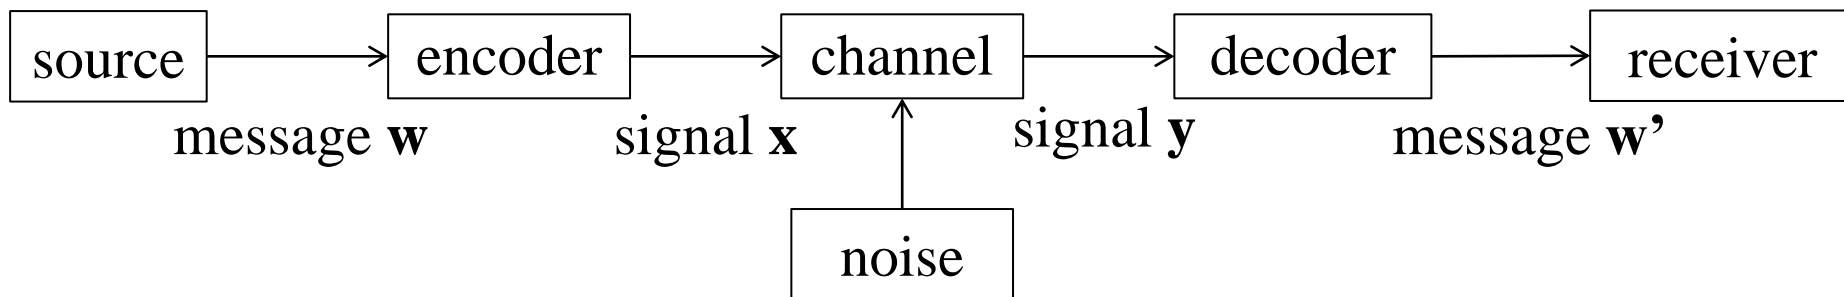 source
encoder
channel
decoder
receiver
message w
signal x
signal y
message w’
noise